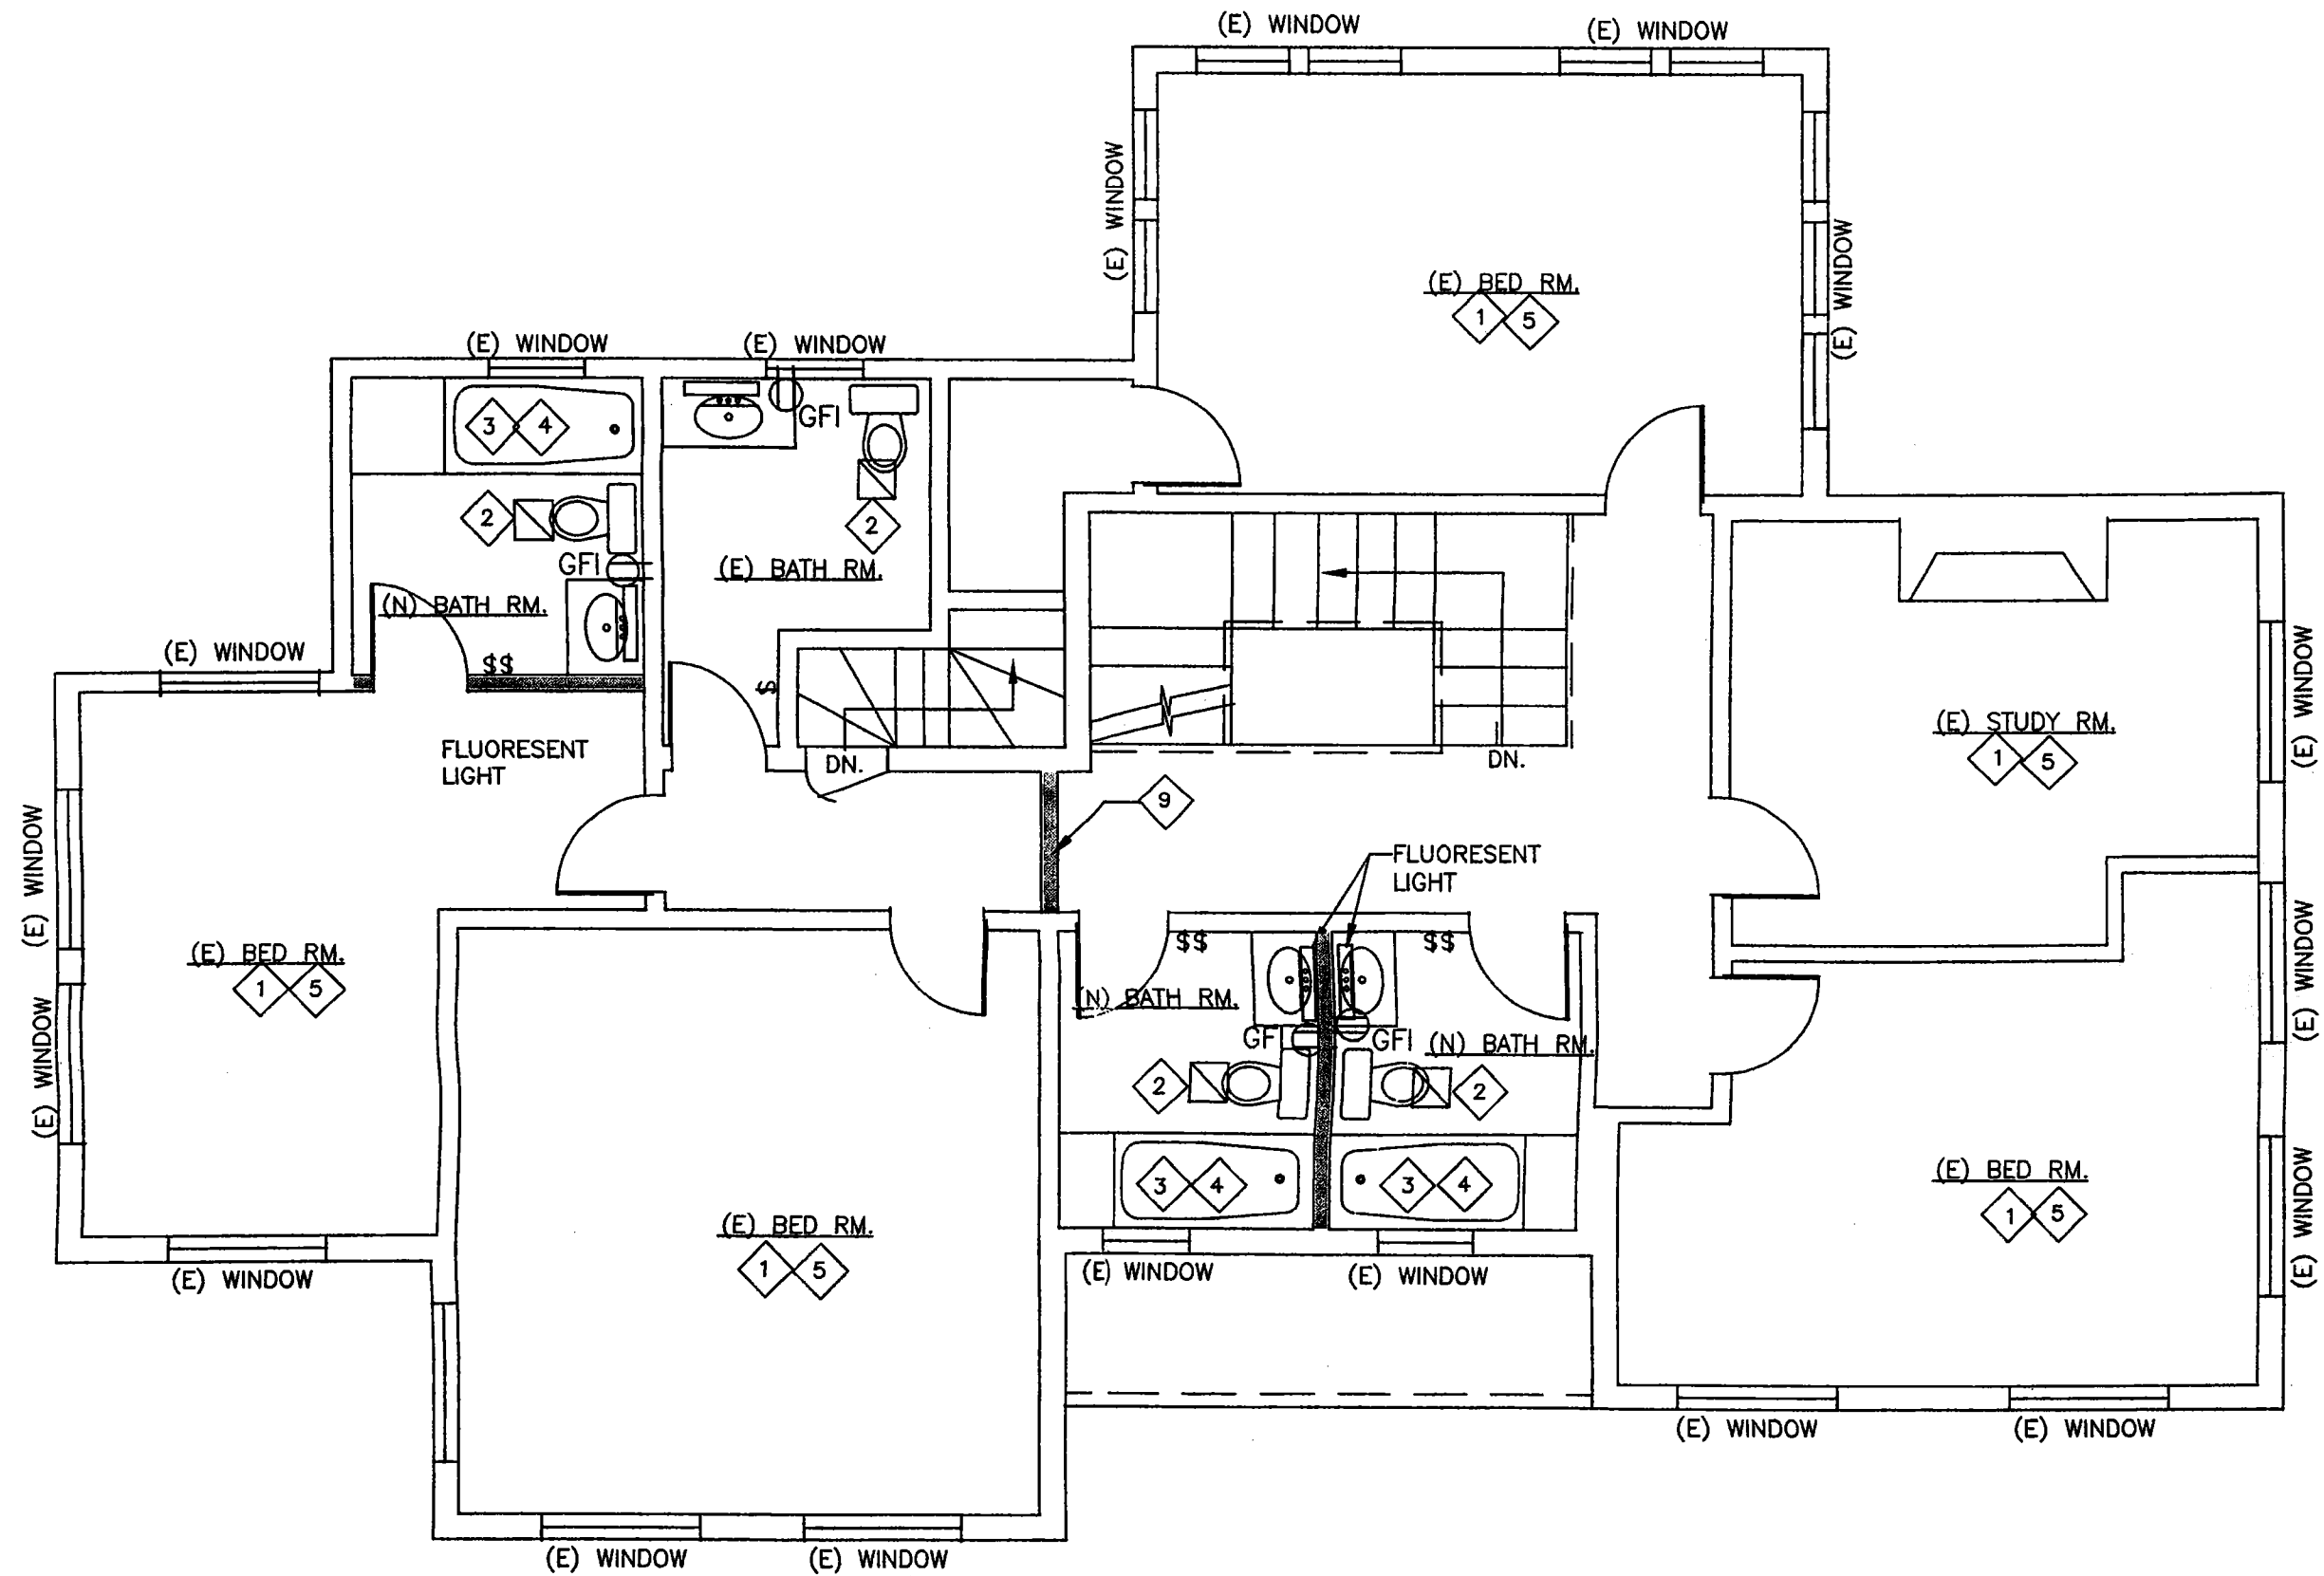 (E) WINDOW
(E) WINDOW
(E) WINDOW
(E) WINDOW
(E) BED RM.
1 5
(E) WINDOW
(E) WINDOW
3 4
GFI
2
2
GFI
(E) BATH RM.
(N) BATH RM.
$$
(E) WINDOW
$
(E) WINDOW
(E) STUDY RM.
1 5
FLUORESENT
LIGHT
DN.
DN.
9
(E) WINDOW
FLUORESENT
LIGHT
(E) BED RM.
1 5
$$
$$
(E) WINDOW
(N) BATH RM.
GFI
GFI
(N) BATH RM.
(E) WINDOW
2
2
3 4
3 4
(E) BED RM.
1 5
(E) WINDOW
(E) BED RM.
1 5
(E) WINDOW
(E) WINDOW
(E) WINDOW
(E) WINDOW
(E) WINDOW
(E) WINDOW
(E) WINDOW